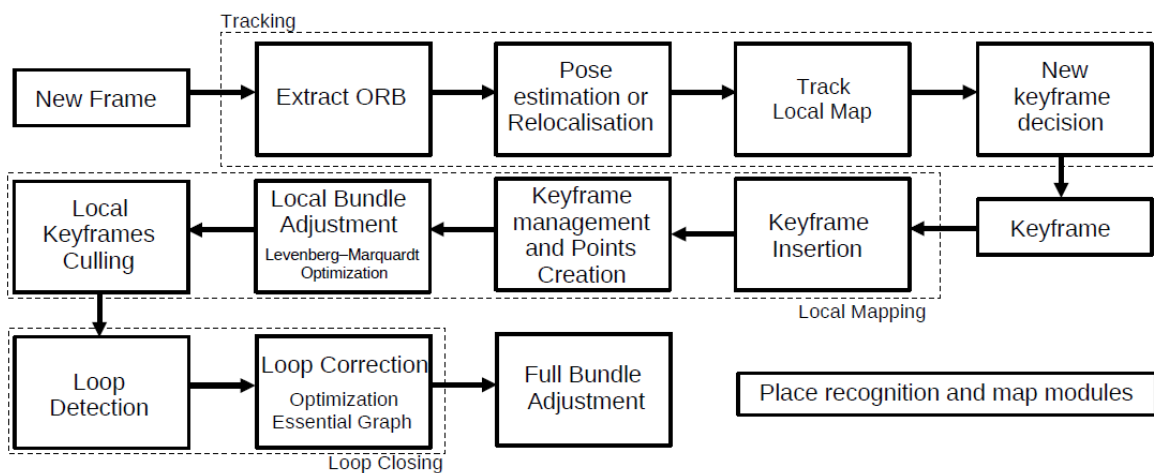 Tracking
New Frame
Extract ORB
Pose
estimation or
Relocalisation
Track
Local Map
New
keyframe
decision
Local
Keyframes
Culling
Local Bundle
Adjustment
Levenberg–Marquardt
Optimization
Keyframe
management
and Points
Creation
Keyframe
Insertion
Keyframe
Local Mapping
Loop
Detection
Loop Correction
Optimization
Essential Graph
Full Bundle
Adjustment
Place recognition and map modules
Loop Closing